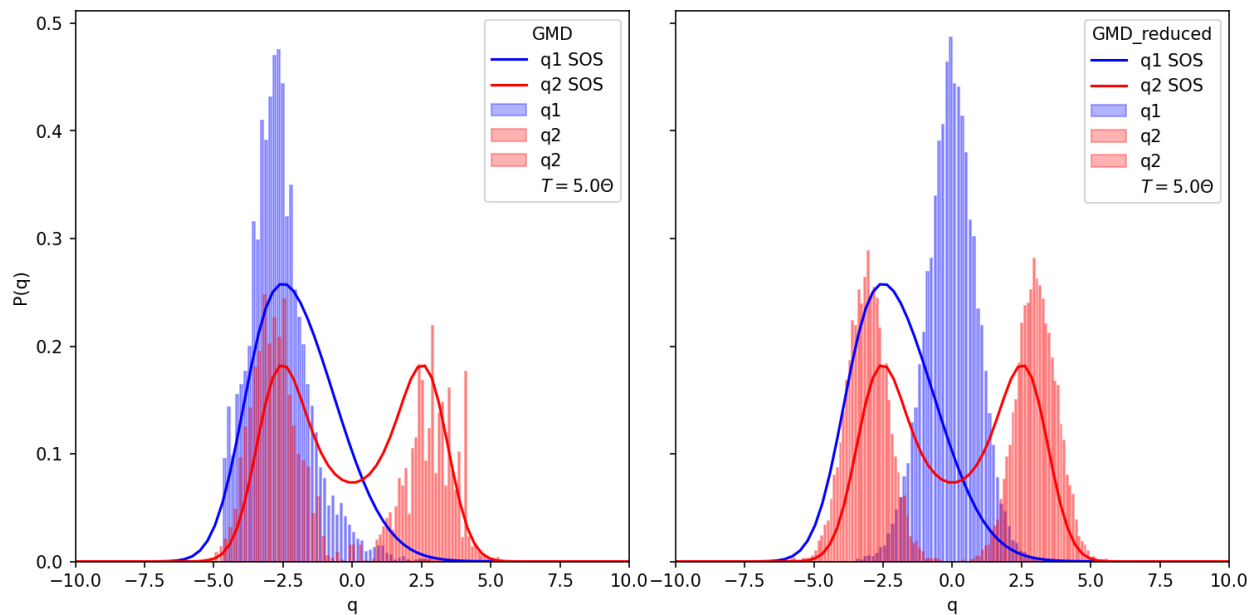 GMD
q1 SOS
q2 SOS
q1
q2
q2
T = 5.0Θ
P(q)
0.5
0.4
0.3
0.2
0.1
0.0
−10.0 −7.5 −5.0 −2.5 0.0 2.5 5.0 7.5 10.0
q
GMD_reduced
q1 SOS
q2 SOS
q1
q2
q2
T = 5.0Θ
−10.0 −7.5 −5.0 −2.5 0.0 2.5 5.0 7.5 10.0
q